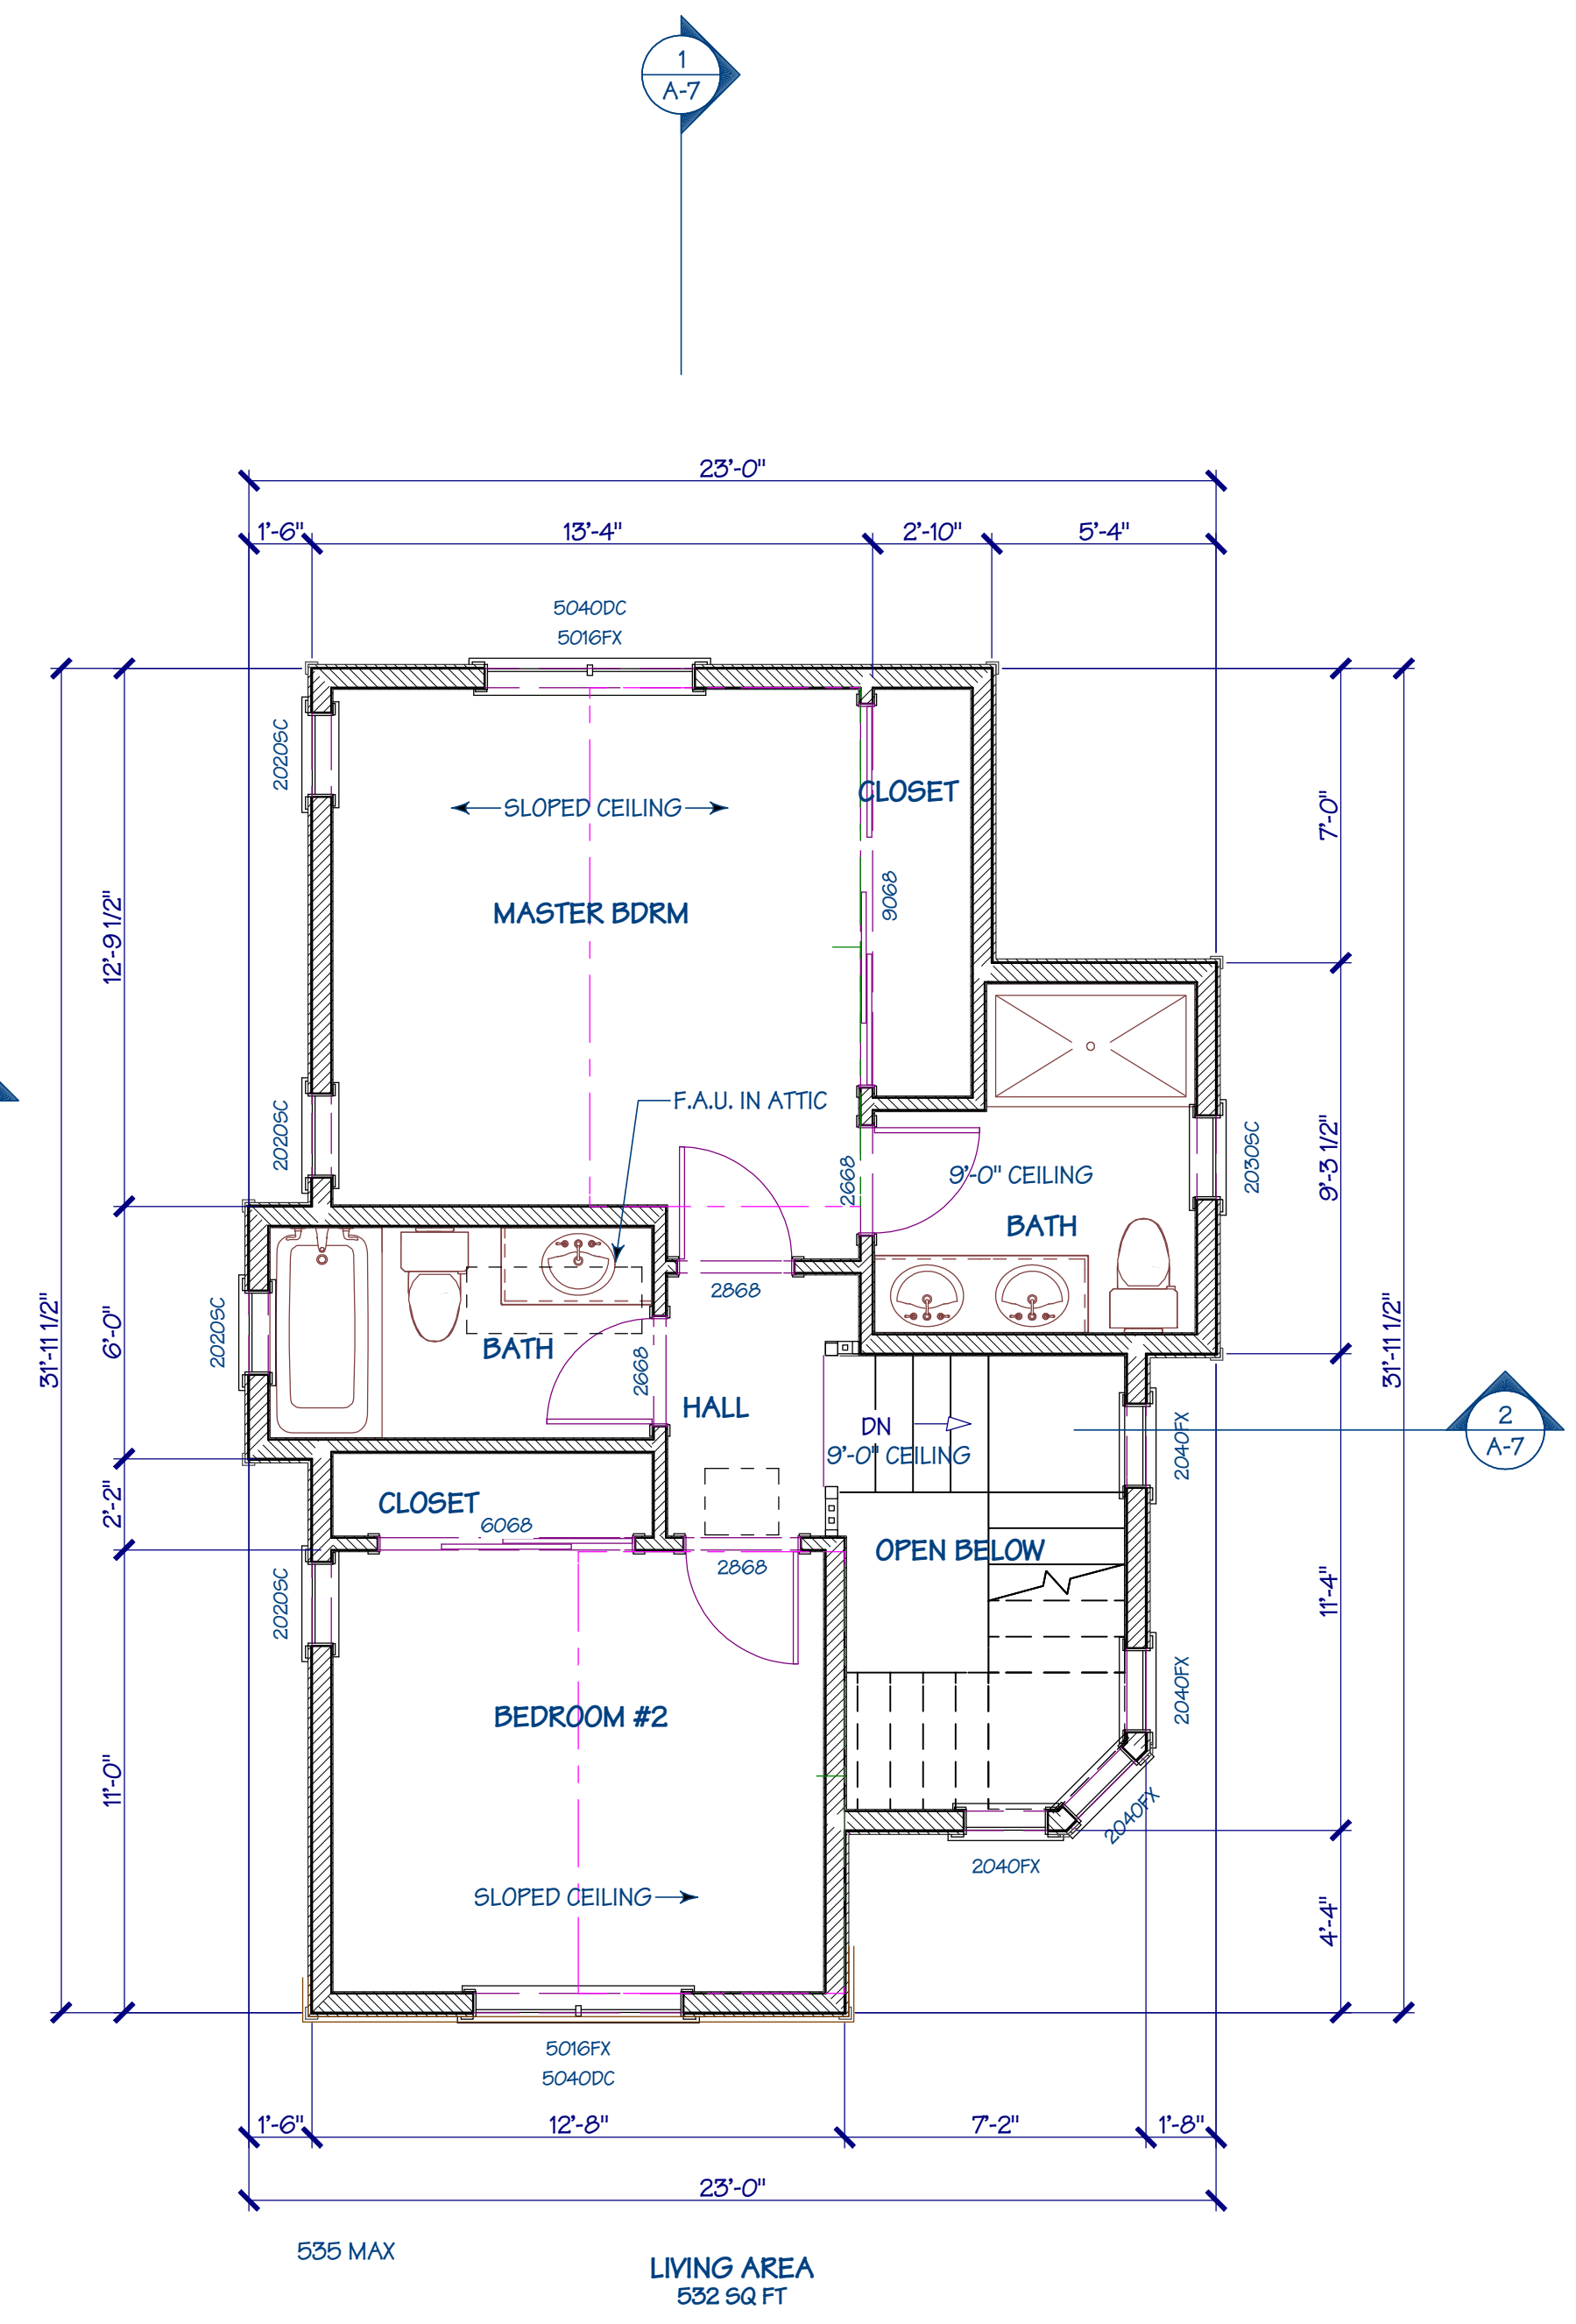 1
A-7
23'-0"
1'-6"
13'-4"
2'-10"
5'-4"
5040DC
5016FX
2020SC
CLOSET
SLOPED CEILING
7'-0"
9068
MASTER BDRM
12'-9 1/2"
F.A.U. IN ATTIC
2020SC
2668
9'-0" CEILING
2030SC
9'-3 1/2"
BATH
2868
31'-11 1/2"
6'-0"
2020SC
BATH
2668
31'-11 1/2"
HALL
DN
9'-0" CEILING
2040FX
2
A-7
2'-2"
CLOSET
6068
OPEN BELOW
2868
2020SC
11'-4"
2040FX
BEDROOM #2
11'-0"
2040FX
2040FX
SLOPED CEILING
4'-4"
5016FX
5040DC
1'-6"
12'-8"
7'-2"
1'-8"
23'-0"
535 MAX
LIVING AREA
532 SQ FT